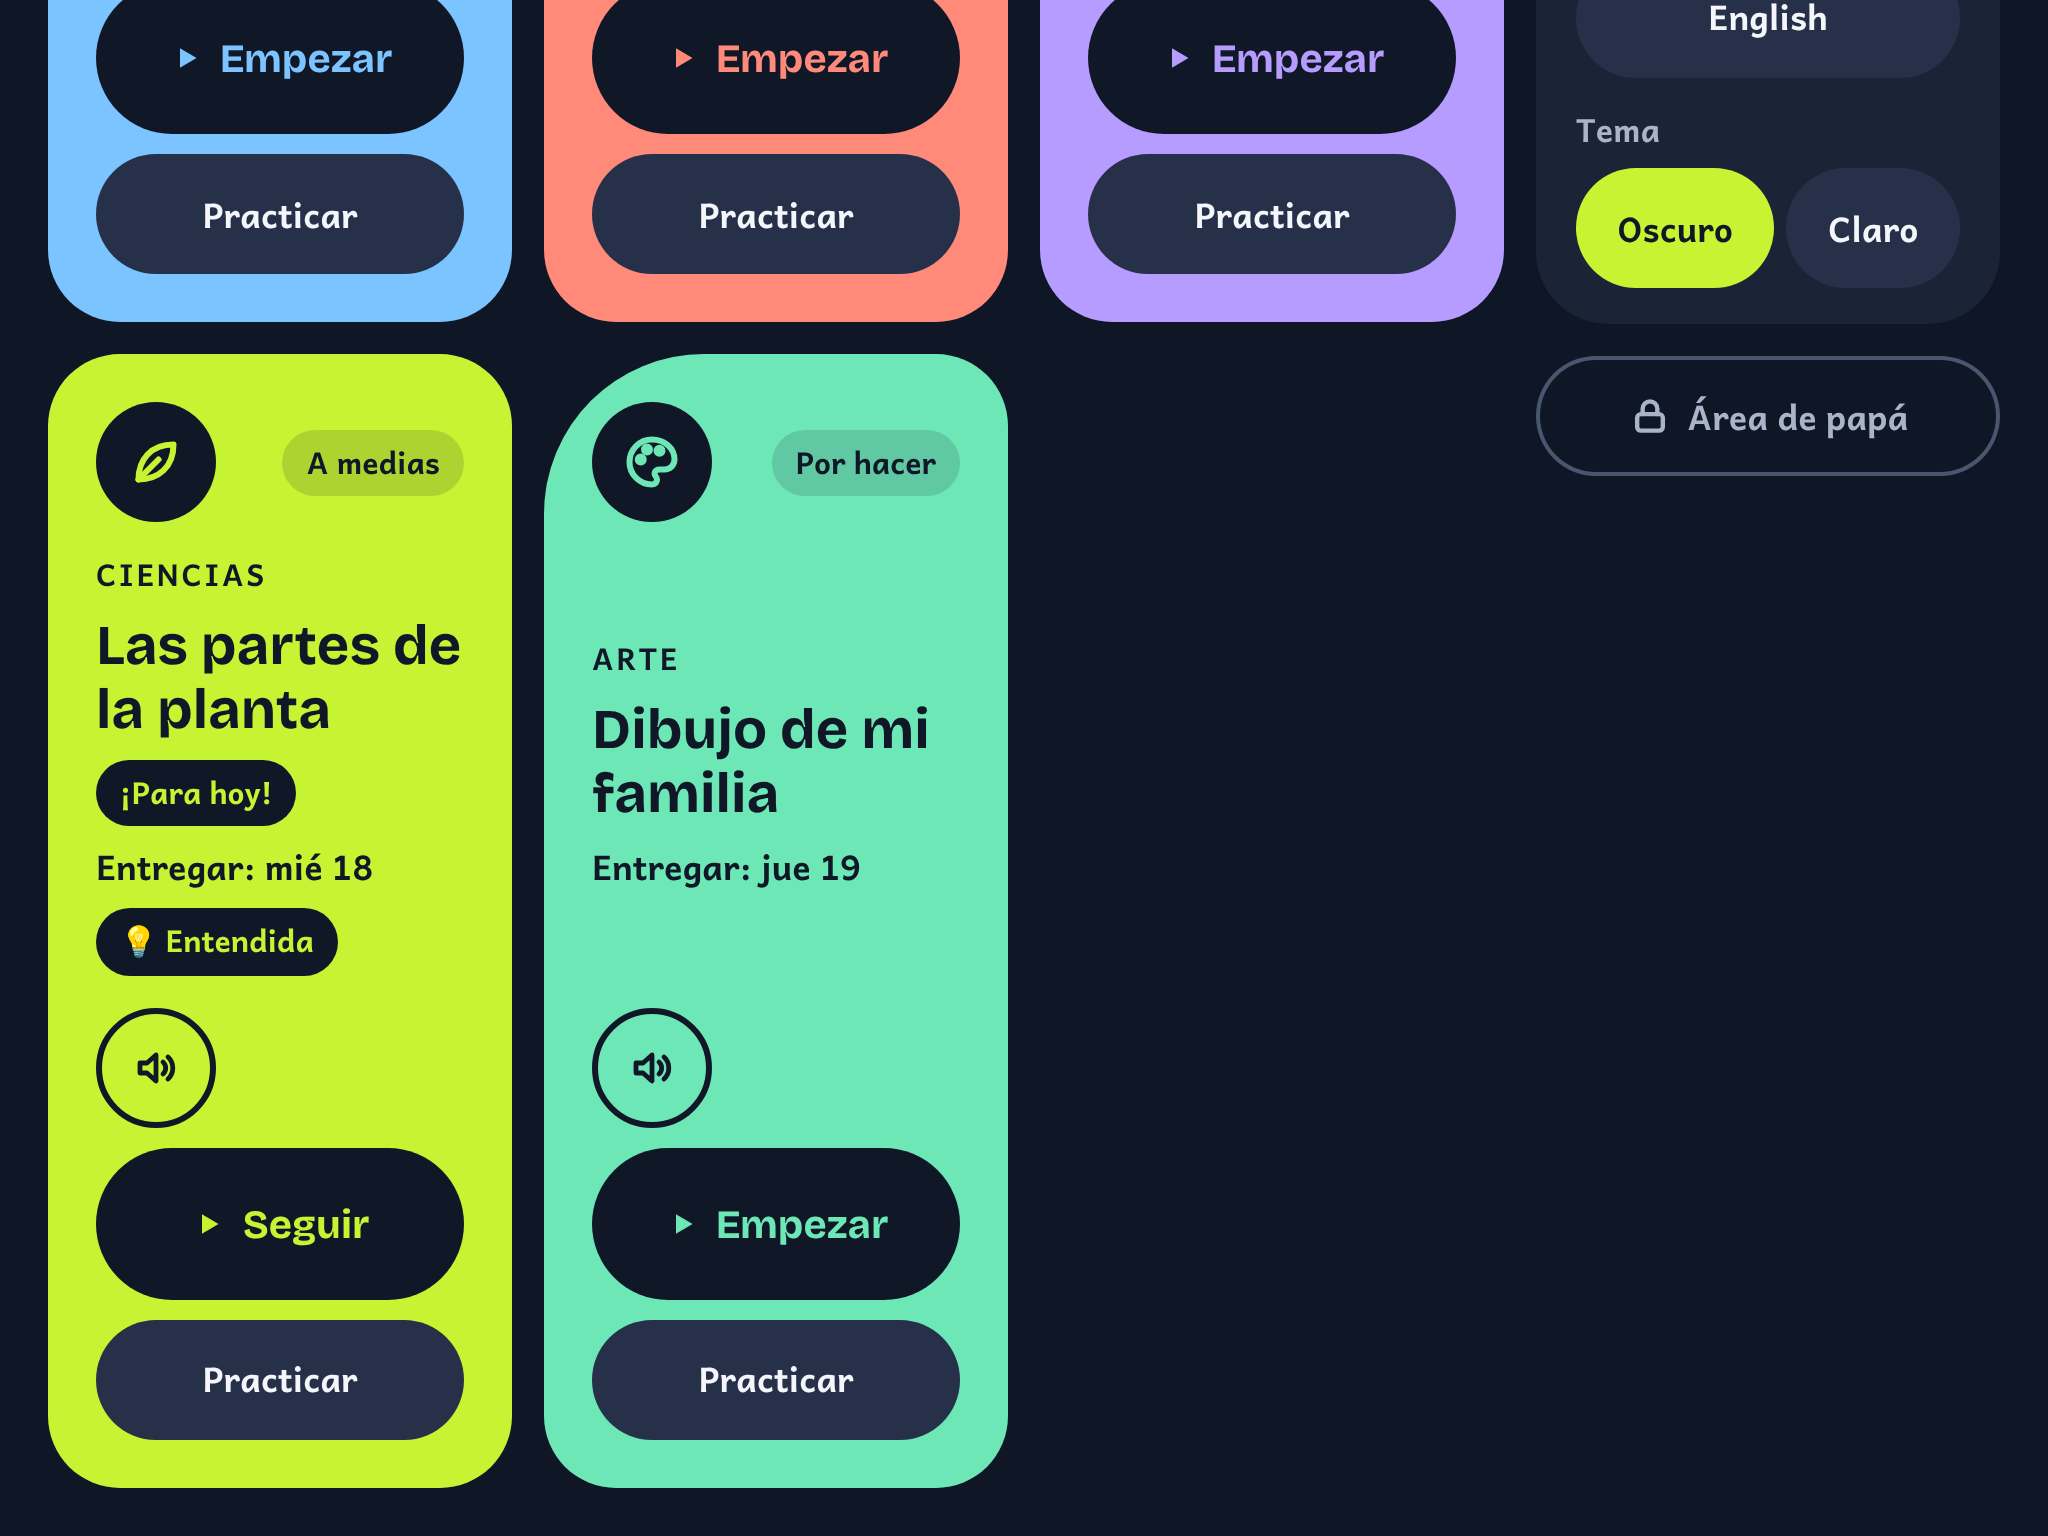 Empezar
Practicar
Empezar
Practicar
Empezar
Practicar
English
Tema
Oscuro
Claro
Área de papá
A medias
CIENCIAS
Las partes de
la planta
¡Para hoy!
Entregar: mié 18
💡 Entendida
Seguir
Practicar
Por hacer
ARTE
Dibujo de mi
familia
Entregar: jue 19
Empezar
Practicar